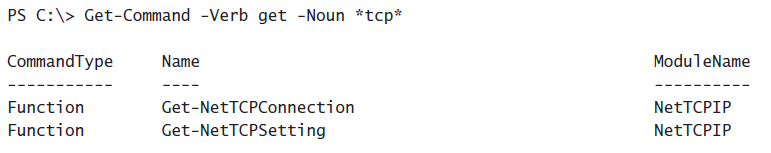 PS C:\> Get-Command -Verb get -Noun *tcp*
CommandType Name ModuleName
----------- ---- ----------
Function Get-NetTCPConnection NetTCPIP
Function Get-NetTCPSetting NetTCPIP